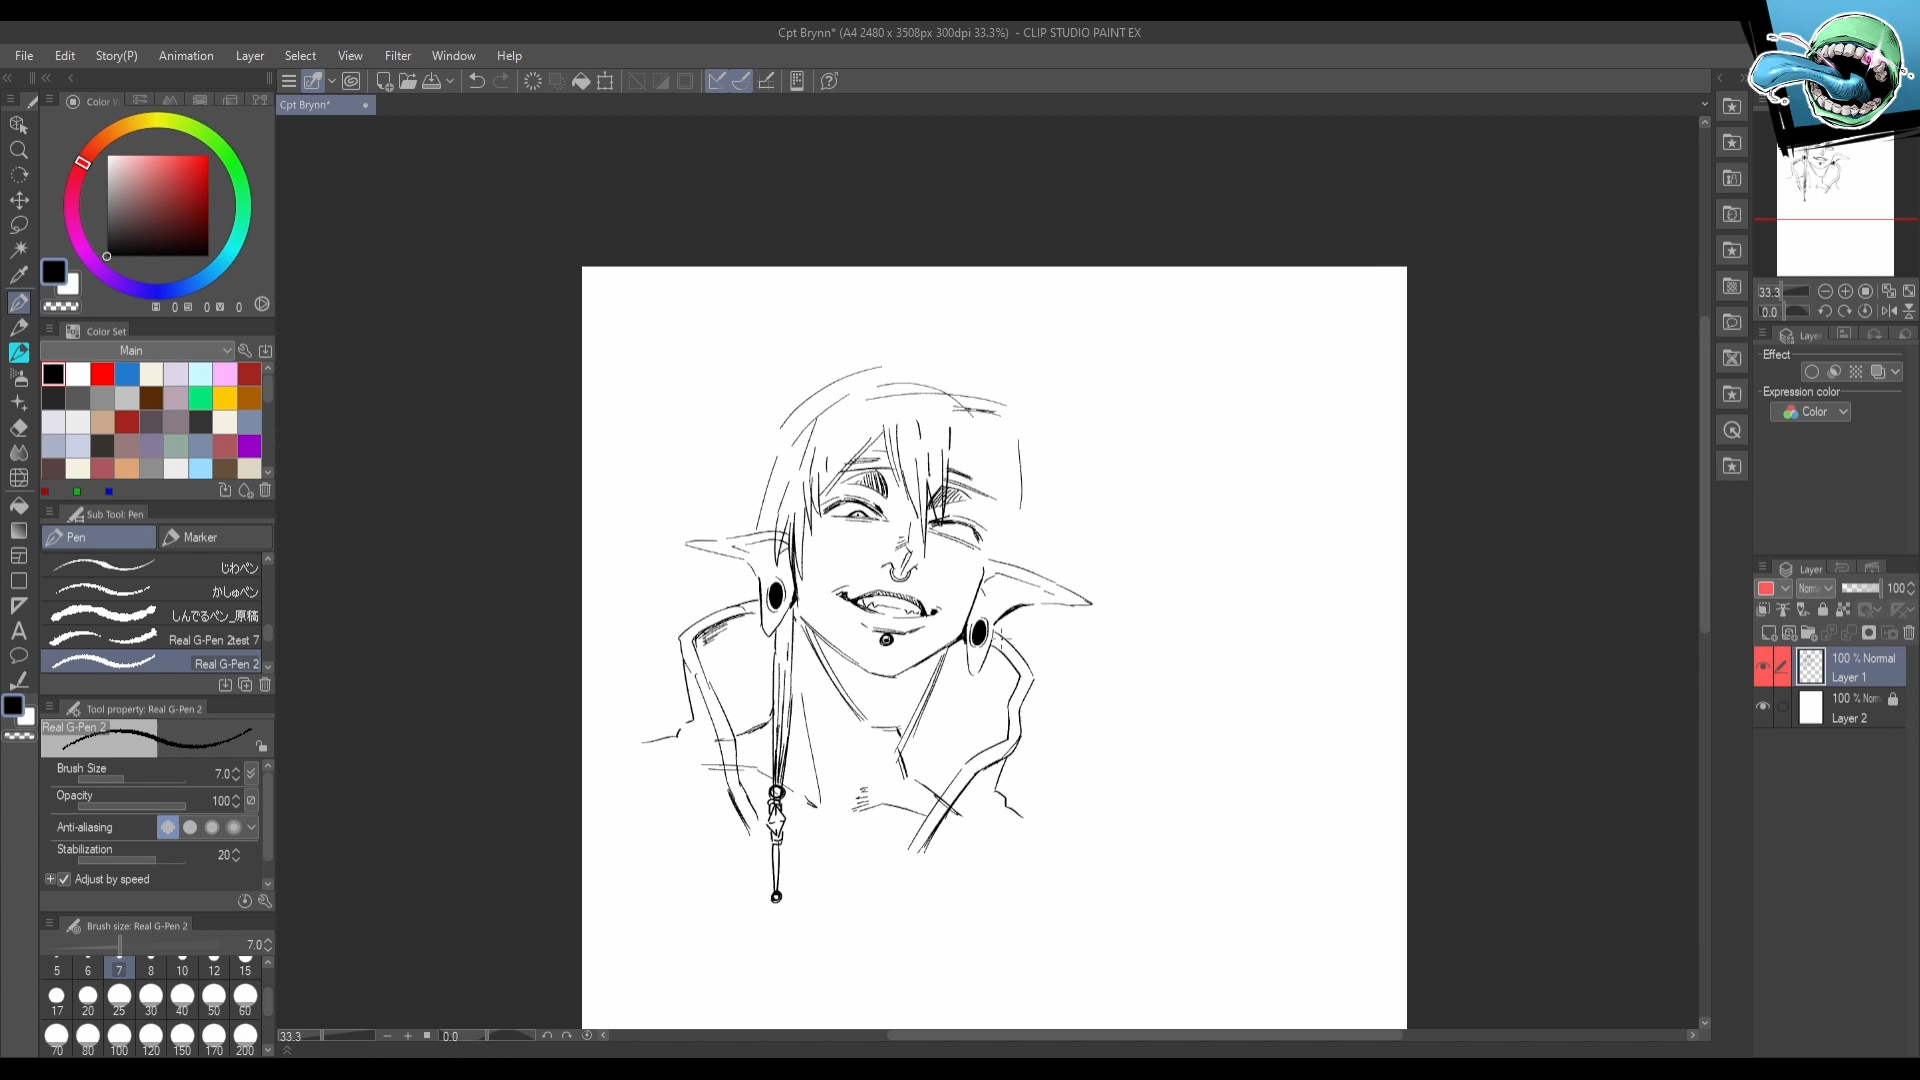 Cpt Brynn* (A4 2480 x 3508px 300dpi 33.3%) - CLIP STUDIO PAINT EX
File Edit Story(P) Animation Layer Select View Filter Window Help
Cpt Brynn*
Color
0 0 0
Color Set
Main
Sub Tool: Pen
Pen Marker
じわペン
かしゅペン
しんでるペン_原稿
Real G-Pen 2test 7
Real G-Pen 2
Tool property: Real G-Pen 2
Real G-Pen 2
Brush Size 7.0
Opacity 100
Anti-aliasing
Stabilization 20
Adjust by speed
Brush size: Real G-Pen 2
7.0
5 6 7 8 10 12 15
17 20 25 30 40 50 60
70 80 100 120 150 170 200
33.3 0.0
33.3
0.0
Layer
Effect
Expression color
Color
Layer
Norm 100
100 % Normal
Layer 1
100 % Norm
Layer 2